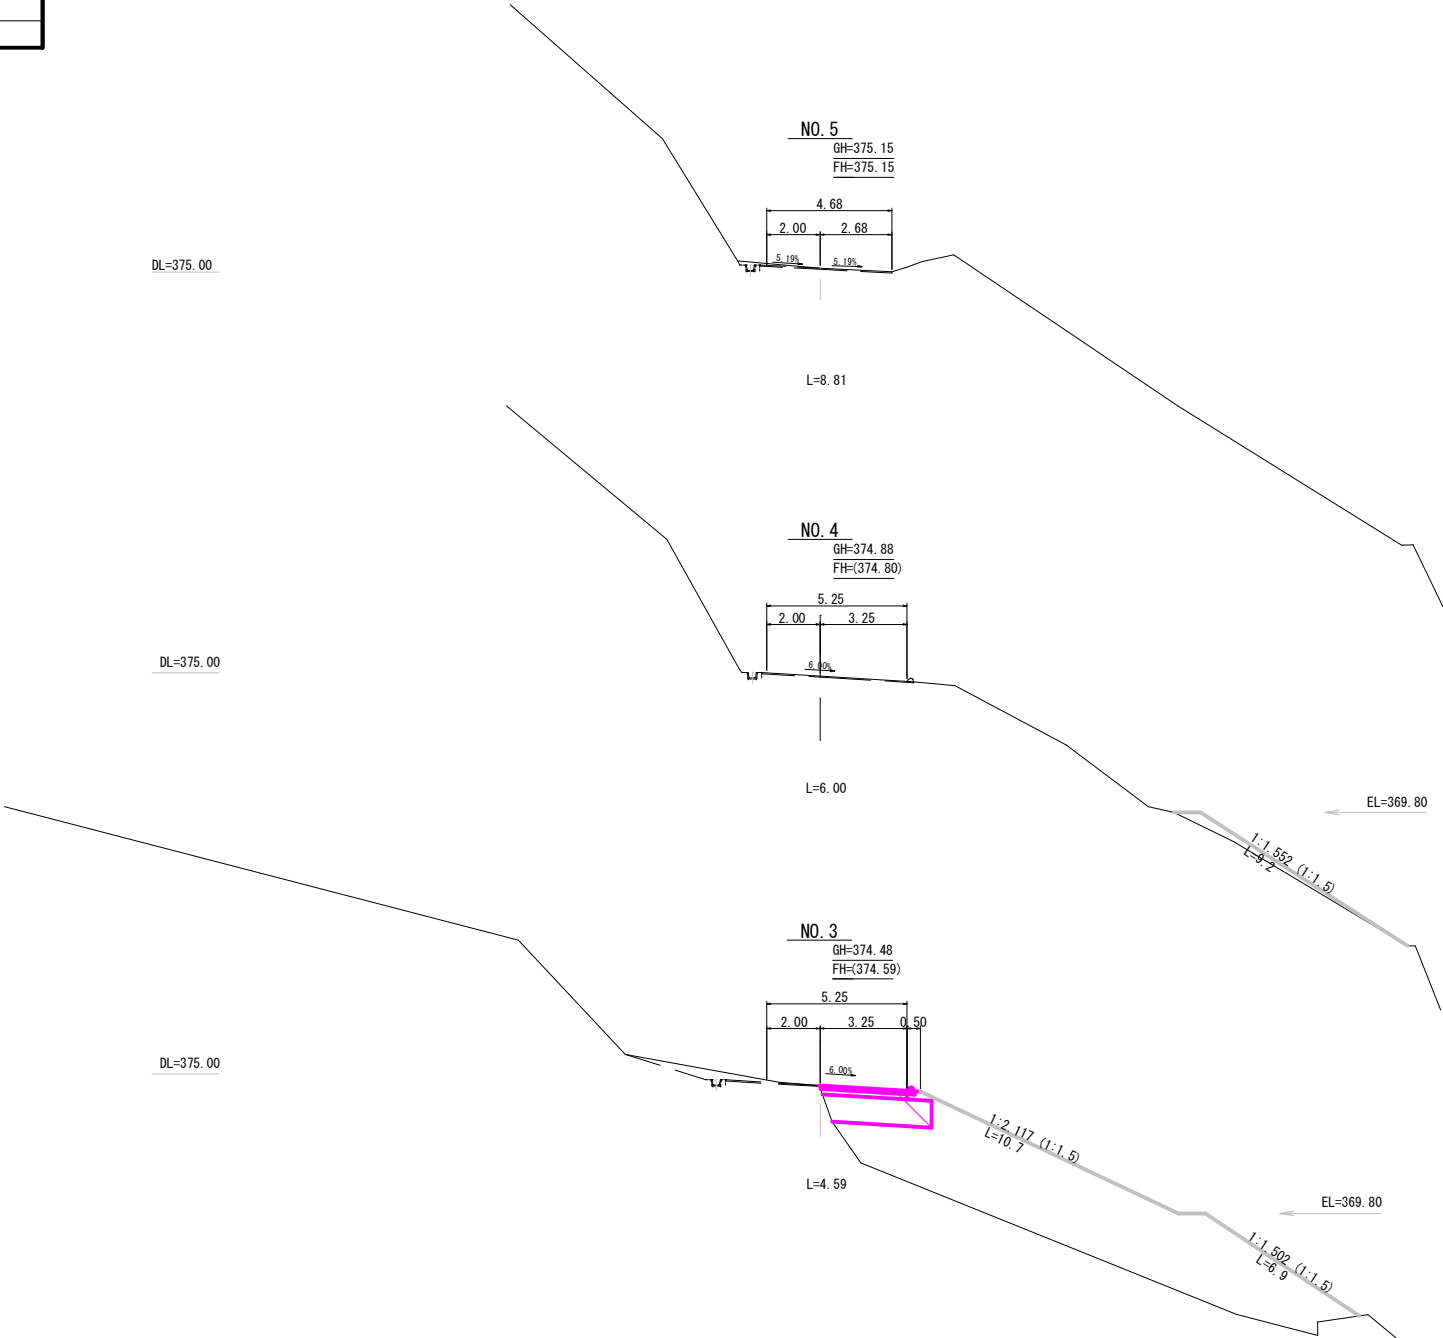 NO. 5
GH=375. 15
FH=375. 15
4. 68
2. 00
2. 68
5. 19%
5. 19%
DL=375. 00
L=8. 81
NO. 4
GH=374. 88
FH=(374. 80)
5. 25
2. 00
3. 25
6. 00%
DL=375. 00
L=6. 00
EL=369. 80
1:1. 552 (1:1. 5)
L=9. 2
NO. 3
GH=374. 48
FH=(374. 59)
5. 25
2. 00
3. 25
0. 50
6. 00%
DL=375. 00
1:2. 117 (1:1. 5)
L=10. 7
L=4. 59
EL=369. 80
1:1. 502 (1:1. 5)
L=6. 9